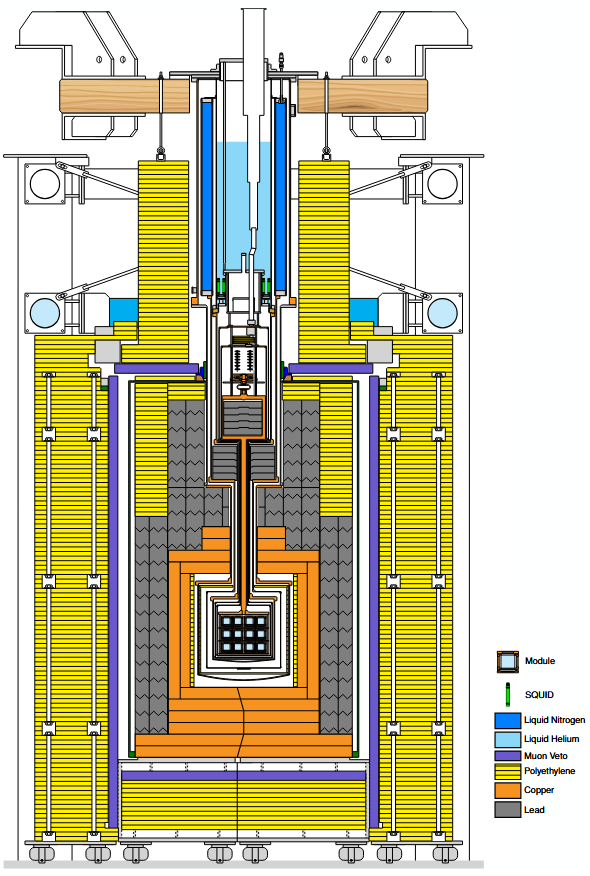 Module
SQUID
Liquid Nitrogen
Liquid Helium
Muon Veto
Polyethylene
Copper
Lead